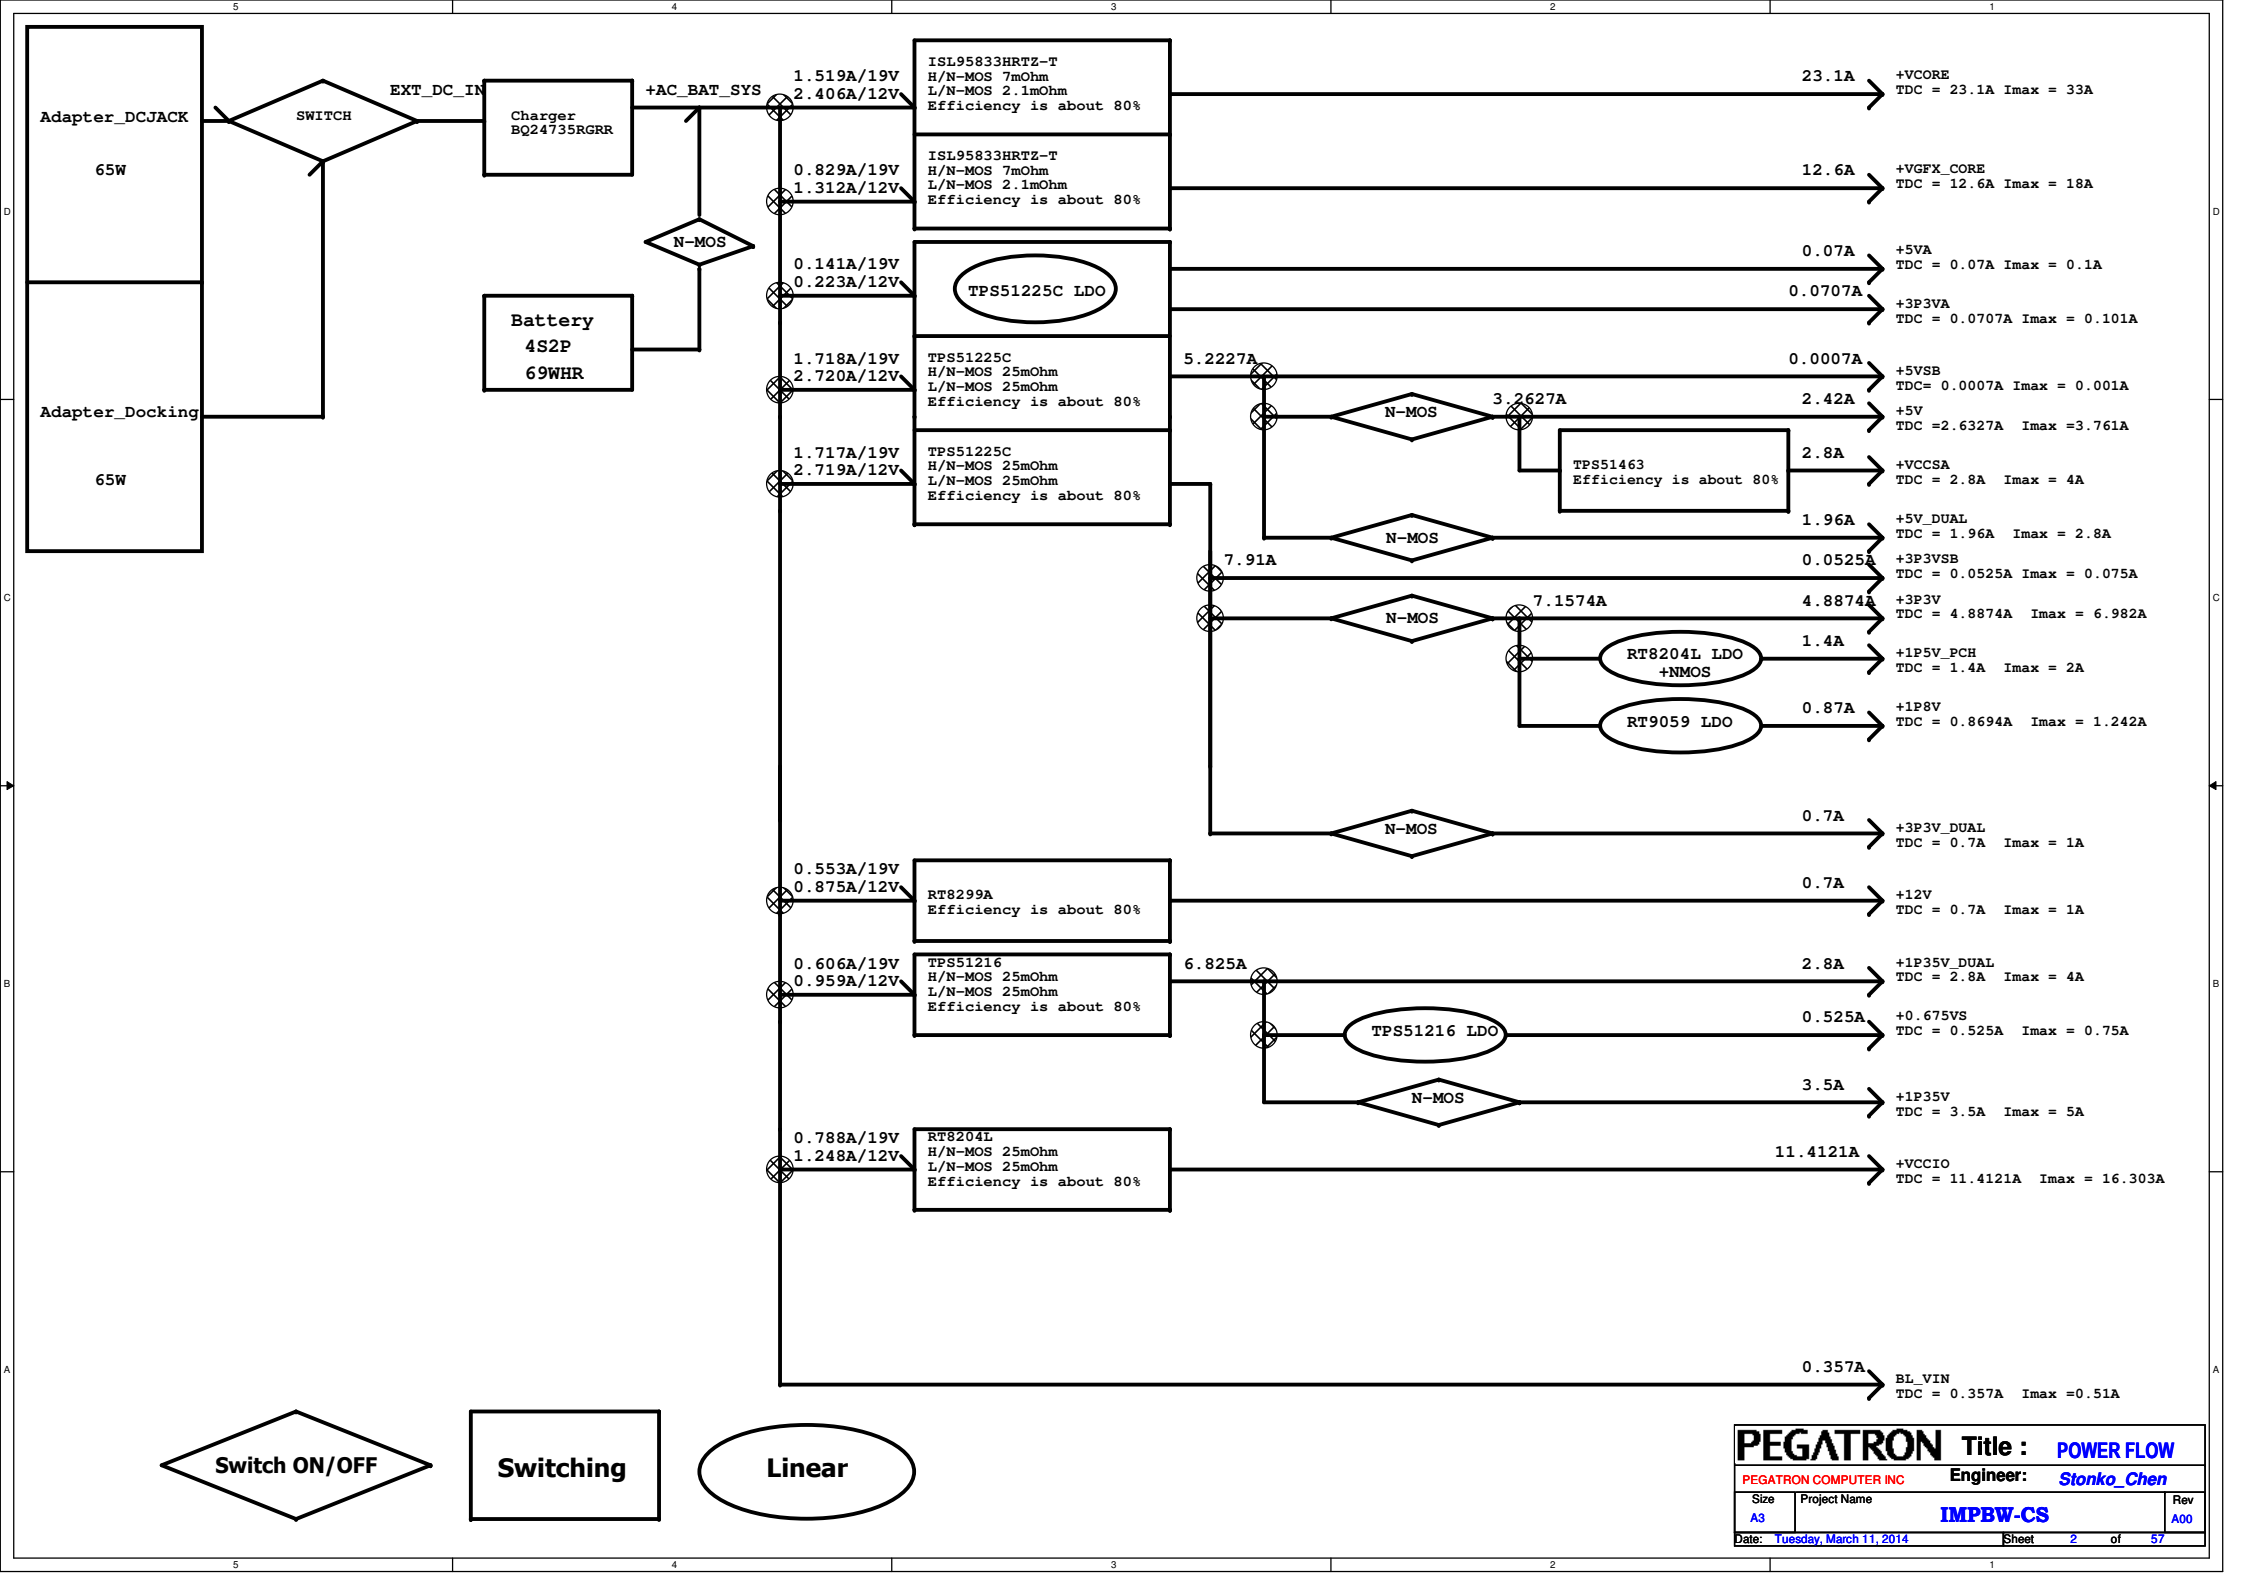 5
4
3
2
1
Adapter_DCJACK
65W
Adapter_Docking
65W
SWITCH
EXT_DC_IN
Charger
BQ24735RGRR
+AC_BAT_SYS
N-MOS
Battery
4S2P
69WHR
1.519A/19V
2.406A/12V
ISL95833HRTZ-T
H/N-MOS 7mOhm
L/N-MOS 2.1mOhm
Efficiency is about 80%
23.1A
+VCORE
TDC = 23.1A Imax = 33A
0.829A/19V
1.312A/12V
ISL95833HRTZ-T
H/N-MOS 7mOhm
L/N-MOS 2.1mOhm
Efficiency is about 80%
12.6A
+VGFX_CORE
TDC = 12.6A Imax = 18A
D
D
0.141A/19V
0.223A/12V
TPS51225C LDO
0.07A
+5VA
TDC = 0.07A Imax = 0.1A
0.0707A
+3P3VA
TDC = 0.0707A Imax = 0.101A
1.718A/19V
2.720A/12V
TPS51225C
H/N-MOS 25mOhm
L/N-MOS 25mOhm
Efficiency is about 80%
5.2227A
0.0007A
+5VSB
TDC= 0.0007A Imax = 0.001A
N-MOS
3.2627A
2.42A
+5V
TDC =2.6327A Imax =3.761A
1.717A/19V
2.719A/12V
TPS51225C
H/N-MOS 25mOhm
L/N-MOS 25mOhm
Efficiency is about 80%
TPS51463
Efficiency is about 80%
2.8A
+VCCSA
TDC = 2.8A Imax = 4A
N-MOS
1.96A
+5V_DUAL
TDC = 1.96A Imax = 2.8A
7.91A
0.0525A
+3P3VSB
TDC = 0.0525A Imax = 0.075A
C
C
N-MOS
7.1574A
4.8874A
+3P3V
TDC = 4.8874A Imax = 6.982A
RT8204L LDO
+NMOS
1.4A
+1P5V_PCH
TDC = 1.4A Imax = 2A
RT9059 LDO
0.87A
+1P8V
TDC = 0.8694A Imax = 1.242A
N-MOS
0.7A
+3P3V_DUAL
TDC = 0.7A Imax = 1A
0.553A/19V
0.875A/12V
RT8299A
Efficiency is about 80%
0.7A
+12V
TDC = 0.7A Imax = 1A
0.606A/19V
0.959A/12V
TPS51216
H/N-MOS 25mOhm
L/N-MOS 25mOhm
Efficiency is about 80%
6.825A
2.8A
+1P35V_DUAL
TDC = 2.8A Imax = 4A
B
B
TPS51216 LDO
0.525A
+0.675VS
TDC = 0.525A Imax = 0.75A
N-MOS
3.5A
+1P35V
TDC = 3.5A Imax = 5A
0.788A/19V
1.248A/12V
RT8204L
H/N-MOS 25mOhm
L/N-MOS 25mOhm
Efficiency is about 80%
11.4121A
+VCCIO
TDC = 11.4121A Imax = 16.303A
A
A
0.357A
BL_VIN
TDC = 0.357A Imax =0.51A
Switch ON/OFF
Switching
Linear
PEGATRON
Title : POWER FLOW
PEGATRON COMPUTER INC
Engineer: Stonko_Chen
Size
A3
Project Name
IMPBW-CS
Rev
A00
Date: Tuesday, March 11, 2014
Sheet 2 of 57
5
4
3
2
1